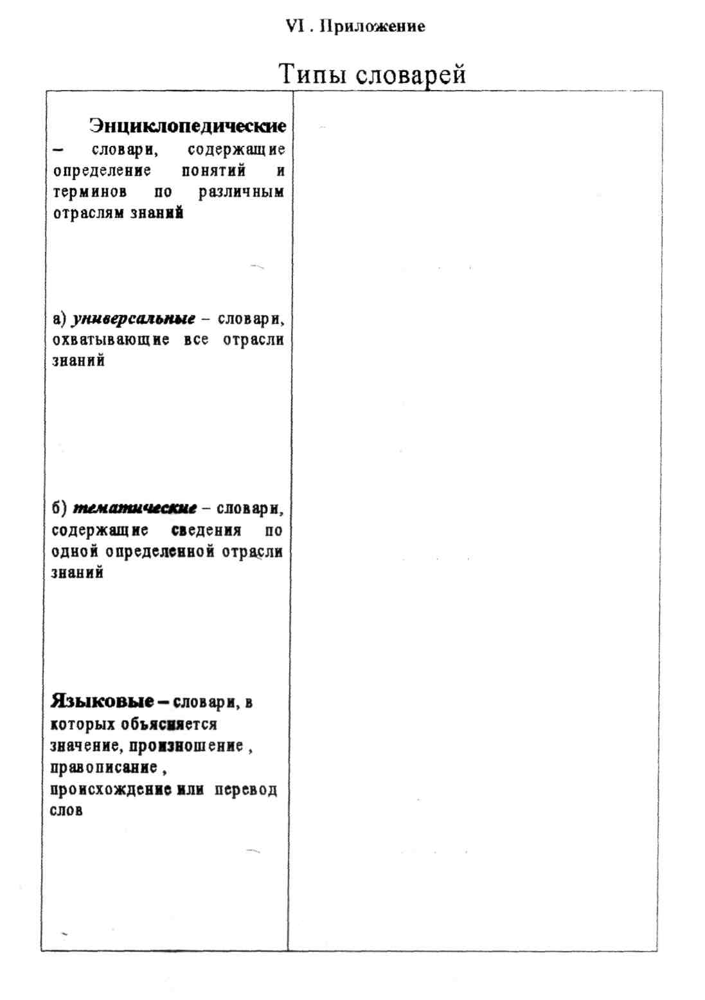 VI . Приложение
Типы словарей
Энциклопедические
– словари, содержащие
определение понятий и
терминов по различным
отраслям знаний
а) универсальные – словари,
охватывающие все отрасли
знаний
б) тематические – словари,
содержащие сведения по
одной определенной отрасли
знаний
Языковые – словари, в
которых объясняется
значение, произношение ,
правописание ,
происхождение или перевод
слов